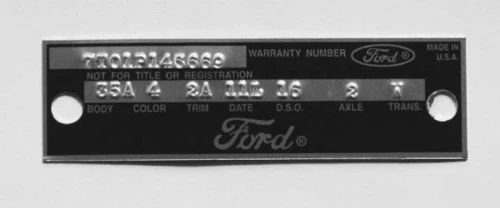 7T01P146660 WARRANTY NUMBER Ford® MADE IN U.S.A.
NOT FOR TITLE OR REGISTRATION
35A 4 2A 11L 16 2 W
BODY COLOR TRIM DATE D.S.O. AXLE TRANS.
Ford®